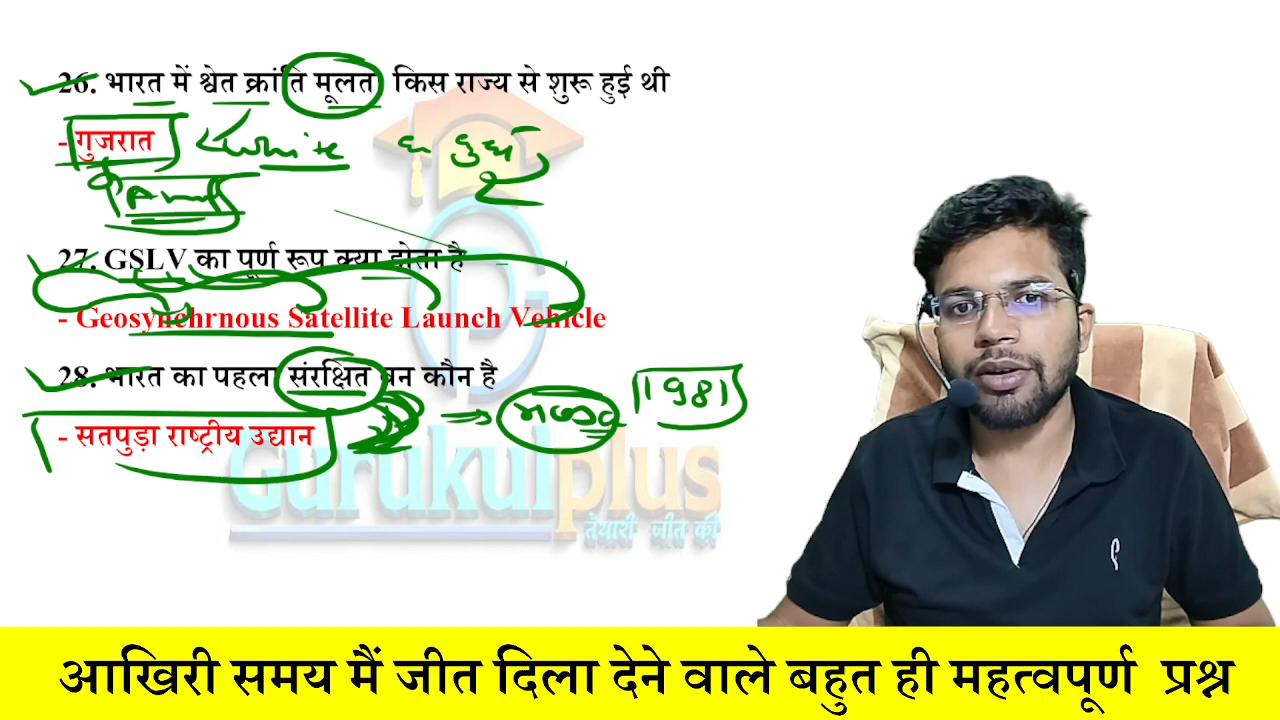 26. भारत में श्वेत क्रांति मूलत: किस राज्य से शुरू हुई थी
- गुजरात white दुध
27. GSLV का पूर्ण रूप क्या होता है
- Geosynchrnous Satellite Launch Vehicle
28. भारत का पहला संरक्षित वन कौन है
1981
- सतपुड़ा राष्ट्रीय उद्यान
Gurukulplus
तैयारी जीत की
आखिरी समय मैं जीत दिला देने वाले बहुत ही महत्वपूर्ण प्रश्न